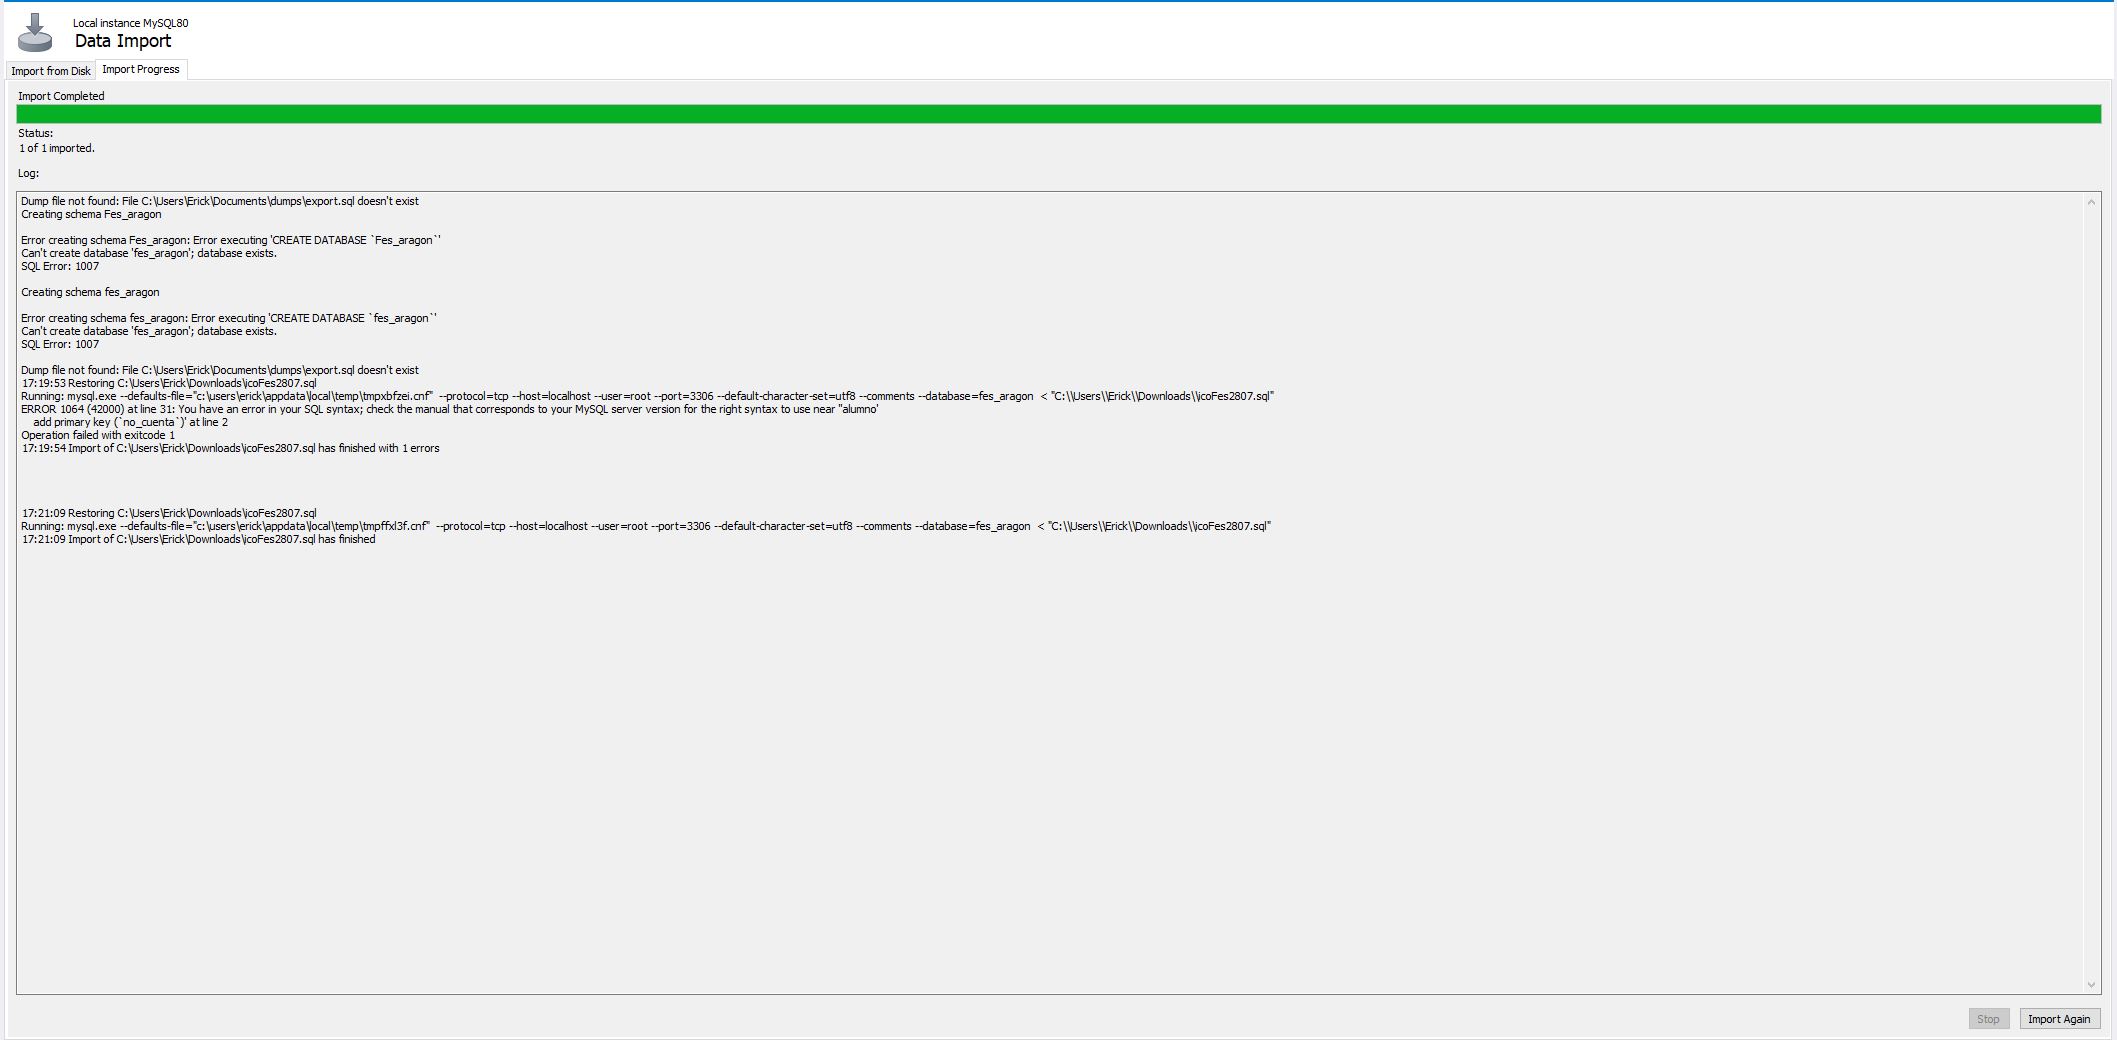 Local instance MySQL80
Data Import
Import from Disk
Import Progress
Import Completed
Status:
1 of 1 imported.
Log:
Dump file not found: File C:\Users\Erick\Documents\dumps\export.sql doesn't exist
Creating schema Fes_aragon
Error creating schema Fes_aragon: Error executing 'CREATE DATABASE `Fes_aragon`'
Can't create database 'fes_aragon'; database exists.
SQL Error: 1007
Creating schema fes_aragon
Error creating schema fes_aragon: Error executing 'CREATE DATABASE `fes_aragon`'
Can't create database 'fes_aragon'; database exists.
SQL Error: 1007
Dump file not found: File C:\Users\Erick\Documents\dumps\export.sql doesn't exist
17:19:53 Restoring C:\Users\Erick\Downloads\icoFes2807.sql
Running: mysql.exe --defaults-file="c:\users\erick\appdata\local\temp\tmpxbfzei.cnf"  --protocol=tcp --host=localhost --user=root --port=3306 --default-character-set=utf8 --comments --database=fes_aragon  < "C:\\Users\\Erick\\Downloads\\icoFes2807.sql"
ERROR 1064 (42000) at line 31: You have an error in your SQL syntax; check the manual that corresponds to your MySQL server version for the right syntax to use near ''alumno'
add primary key (`no_cuenta`)' at line 2
Operation failed with exitcode 1
17:19:54 Import of C:\Users\Erick\Downloads\icoFes2807.sql has finished with 1 errors
17:21:09 Restoring C:\Users\Erick\Downloads\icoFes2807.sql
Running: mysql.exe --defaults-file="c:\users\erick\appdata\local\temp\tmpffxl3f.cnf"  --protocol=tcp --host=localhost --user=root --port=3306 --default-character-set=utf8 --comments --database=fes_aragon  < "C:\\Users\\Erick\\Downloads\\icoFes2807.sql"
17:21:09 Import of C:\Users\Erick\Downloads\icoFes2807.sql has finished
Stop
Import Again